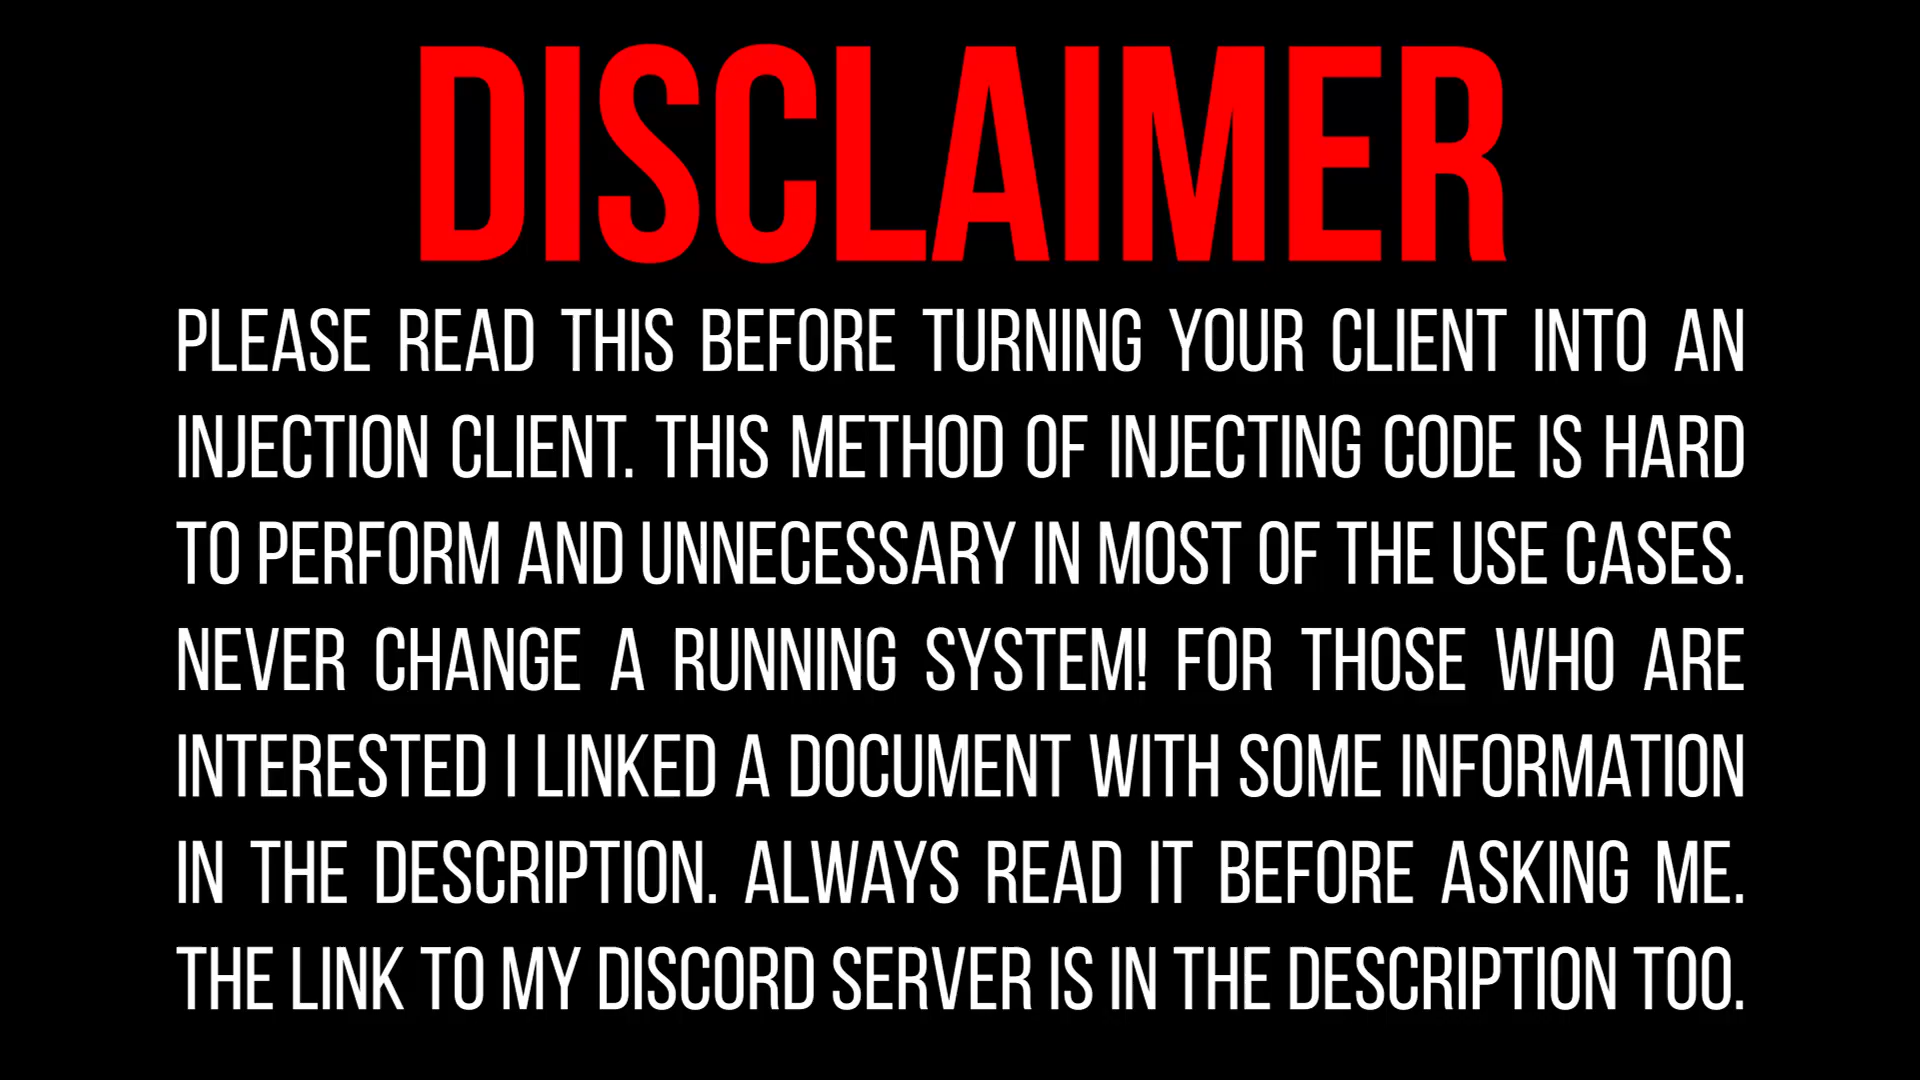 DISCLAIMER
PLEASE READ THIS BEFORE TURNING YOUR CLIENT INTO AN
INJECTION CLIENT. THIS METHOD OF INJECTING CODE IS HARD
TO PERFORM AND UNNECESSARY IN MOST OF THE USE CASES.
NEVER CHANGE A RUNNING SYSTEM! FOR THOSE WHO ARE
INTERESTED I LINKED A DOCUMENT WITH SOME INFORMATION
IN THE DESCRIPTION. ALWAYS READ IT BEFORE ASKING ME.
THE LINK TO MY DISCORD SERVER IS IN THE DESCRIPTION TOO.